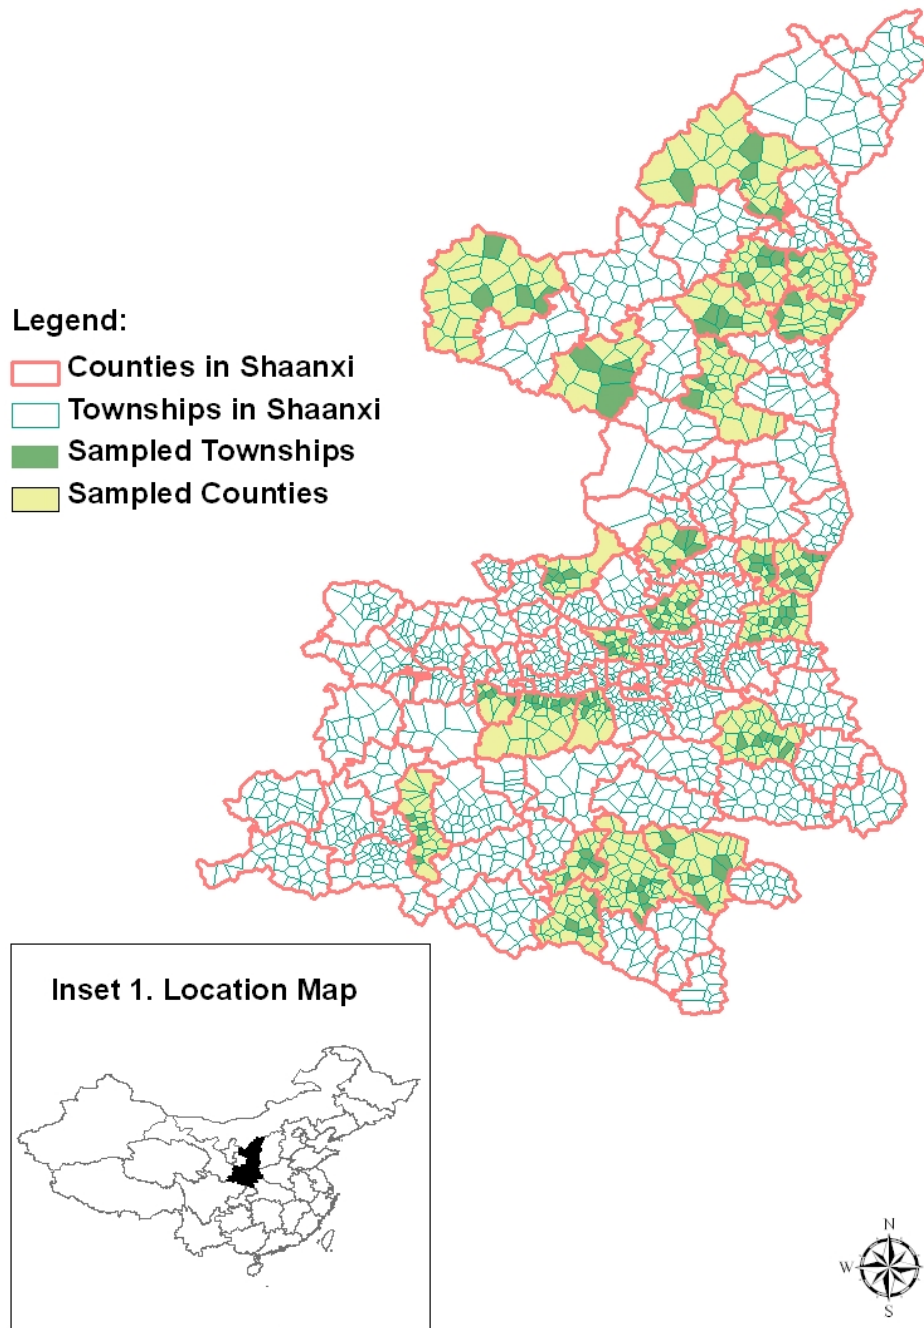 Legend:
Counties in Shaanxi
Townships in Shaanxi
Sampled Townships
Sampled Counties
Inset 1. Location Map
N
W
S